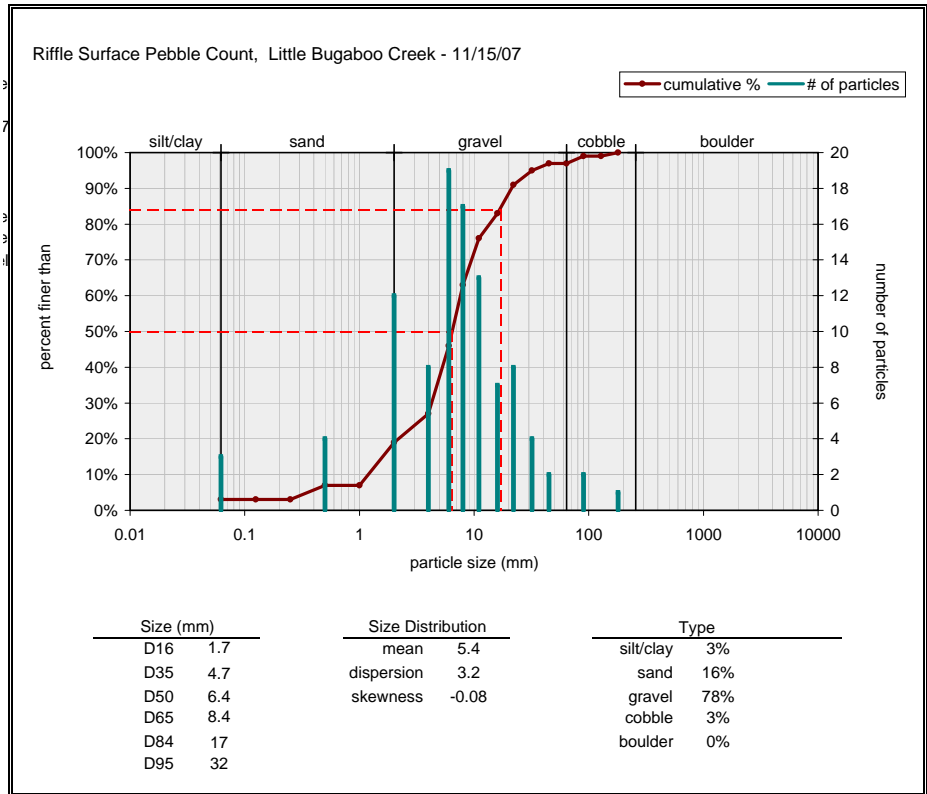 Riffle Surface Pebble Count, Little Bugaboo Creek - 11/15/07
cumulative % # of particles
silt/clay sand gravel cobble boulder
100% 20
90% 18
80% 16
70% 14
60% 12
50% 10
40% 8
30% 6
20% 4
10% 2
0% 0
percent finer than
number of particles
0.01 0.1 1 10 100 1000 10000
particle size (mm)
Size (mm) Size Distribution Type
D16 1.7 mean 5.4 silt/clay 3%
D35 4.7 dispersion 3.2 sand 16%
D50 6.4 skewness -0.08 gravel 78%
D65 8.4 cobble 3%
D84 17 boulder 0%
D95 32